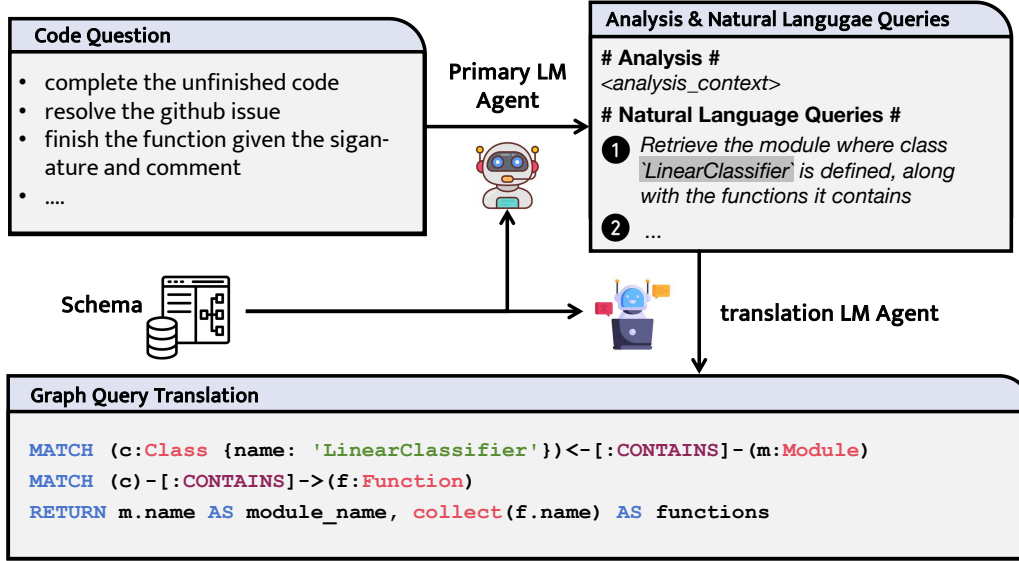 Code Question
• complete the unfinished code
• resolve the github issue
• finish the function given the sigan-
ature and comment
• ....
Primary LM
Agent
Analysis & Natural Langugae Queries
# Analysis #
<analysis_context>
# Natural Language Queries #
1 Retrieve the module where class
`LinearClassifier` is defined, along
with the functions it contains
2 ...
Schema
translation LM Agent
Graph Query Translation
MATCH (c:Class {name: 'LinearClassifier'})<-[:CONTAINS]-(m:Module)
MATCH (c)-[:CONTAINS]->(f:Function)
RETURN m.name AS module_name, collect(f.name) AS functions